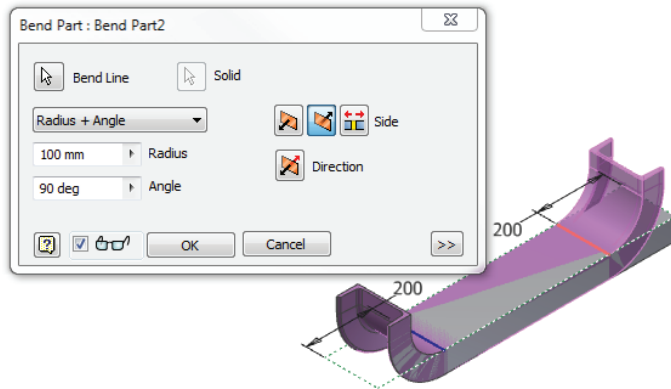 Bend Part : Bend Part2
Bend Line Solid
Radius + Angle Side
100 mm Radius
Direction
90 deg Angle
? OK Cancel >>
200
200